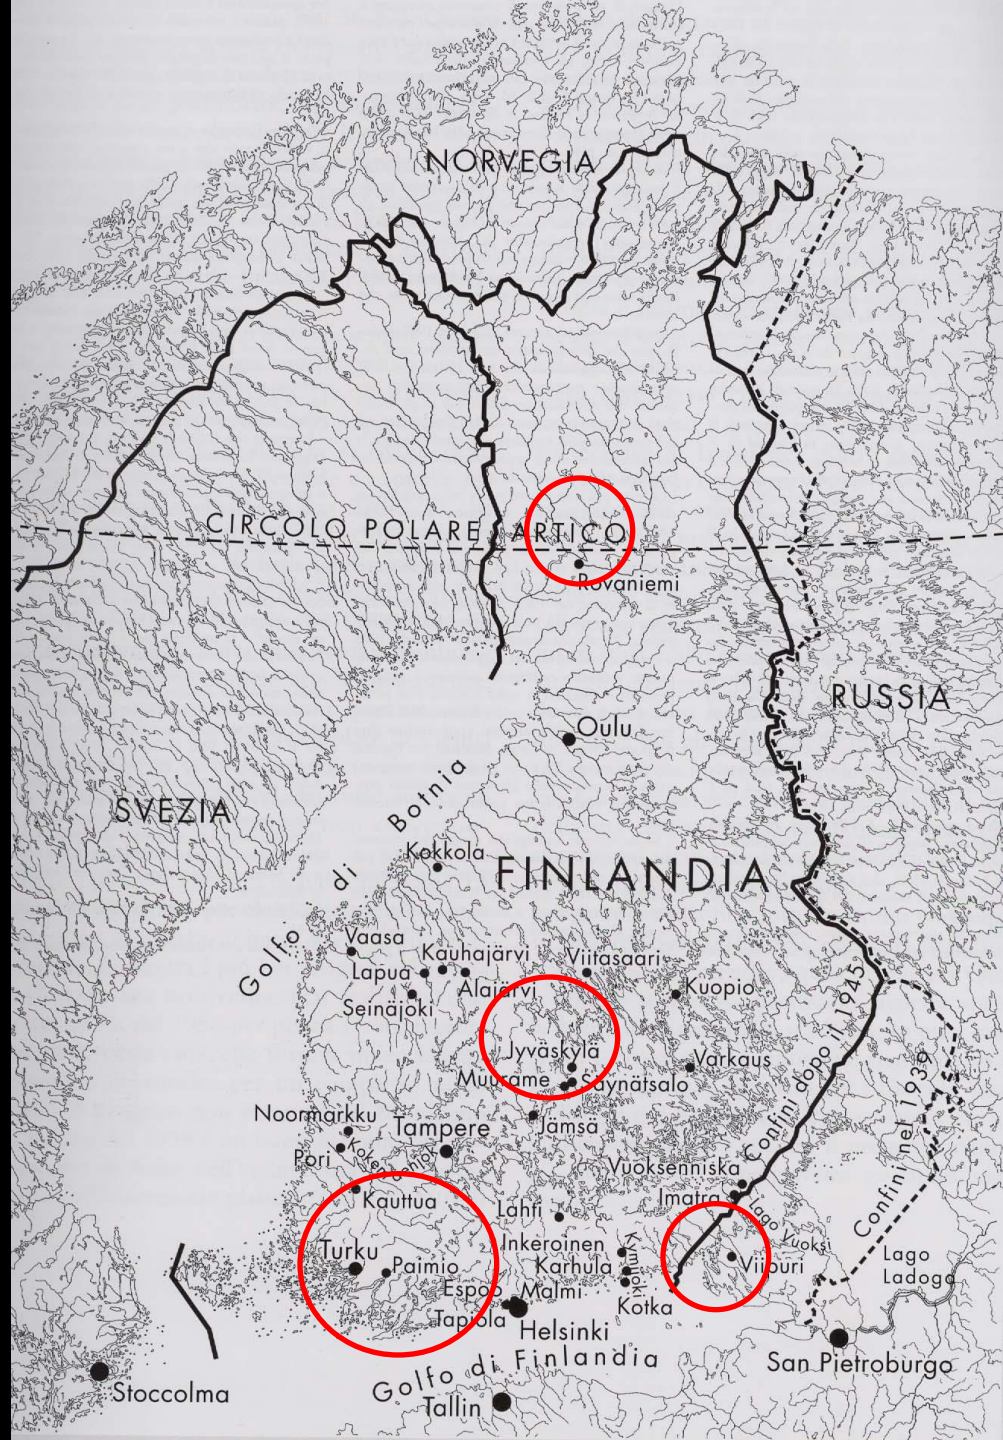 NORVEGIA
CIRCOLO POLARE ARTICO
Rovaniemi
RUSSIA
Oulu
SVEZIA
Golfo di Botnia
Kokkola
FINLANDIA
Vaasa
Kauhajärvi
Viitasaari
Lapua
Alajärvi
Kuopio
Seinäjoki
Jyväskylä
Varkaus
Muurame
Säynätsalo
Confini dopo il 1945
Confini nel 1939
Noormarkku
Tampere
Jämsä
Pori
Vuoksenniska
Kauttua
Imatra
Lahti
Lago Vuoksi
Turku
Inkeroinen
Kymijoki
Paimio
Karhula
Viipuri
Lago
Ladoga
Espoo
Malmi
Kotka
Tapiola
Helsinki
San Pietroburgo
Golfo di Finlandia
Stoccolma
Tallin